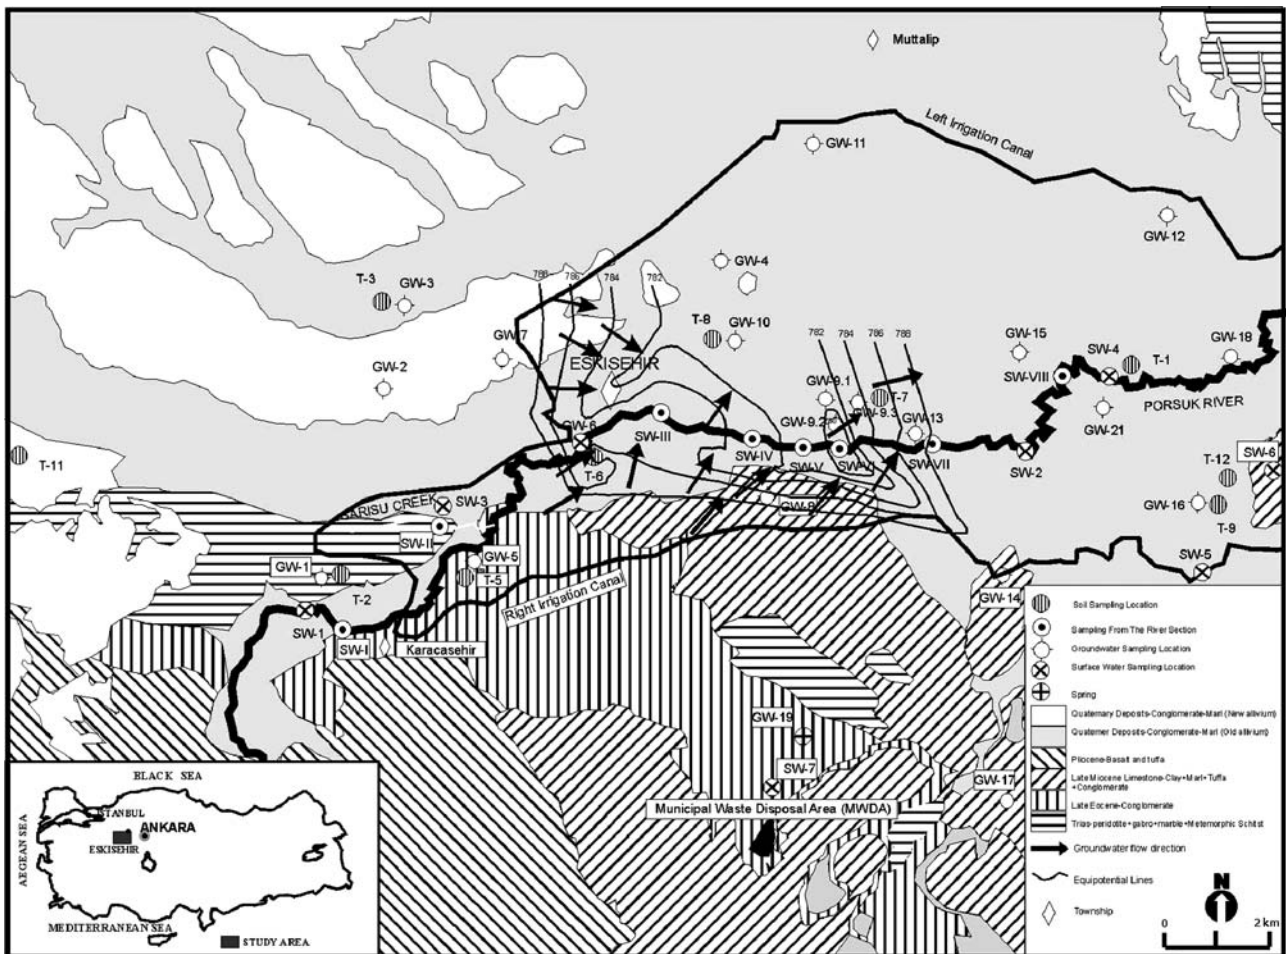 Muttalip
Left Irrigation Canal
GW-11
GW-12
GW-4
T-3
GW-3
788
786
784
782
T-8
GW-10
782
784
786
788
GW-15
SW-4
GW-18
T-1
GW-7
ESKISEHIR
GW-2
SW-VIII
PORSUK RIVER
GW-9.1
T-7
GW-9.3
GW-9.2
GW-13
GW-21
GW-6
SW-III
SW-IV
SW-V
SW-VI
SW-VII
SW-2
SW-6
T-11
T-6
T-12
SARISU CREEK
SW-3
GW-8
GW-16
T-9
SW-II
GW-5
SW-5
GW-1
T-5
T-2
Right Irrigation Canal
GW-14
SW-1
SW-I
Karacasehir
GW-19
SW-7
GW-17
Municipal Waste Disposal Area (MWDA)
Soil Sampling Location
Sampling From The River Section
Groundwater Sampling Location
Surface Water Sampling Location
Spring
Quaternary Deposits-Conglomerate-Marl (New allivium)
Quaterner Deposits-Conglomerate-Marl (Old allivium)
Pliocene-Basalt and tuffa
Late Miocene Limestone-Clay+Marl+Tuffa
+Conglomerate
Late Eocene-Conglomerate
Trias-peridotite+gabro+marble+Metemorphic Schist
Groundwater flow direction
Equipotential Lines
Township
N
0 2 km
BLACK SEA
ISTANBUL
ANKARA
ESKISEHIR
AEGEAN SEA
MEDITERRANEAN SEA
STUDY AREA